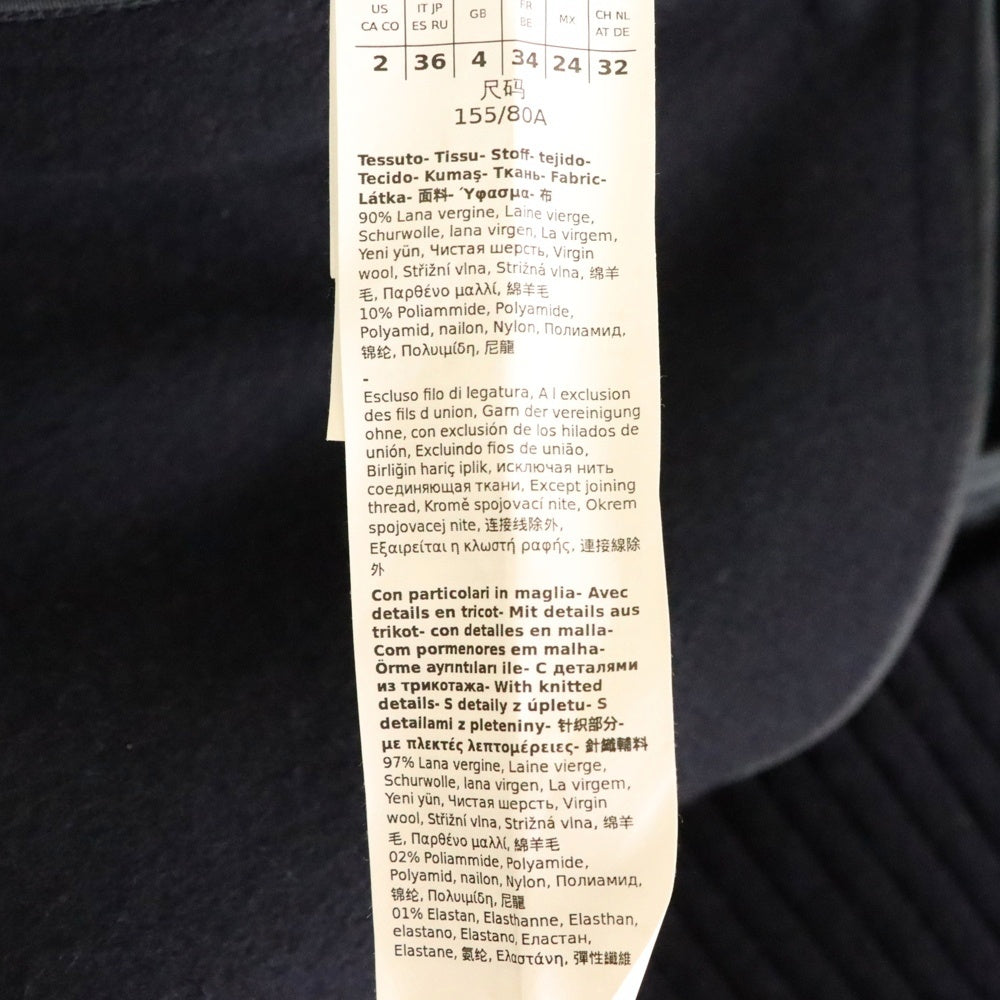 US IT JP GB FR MX CH NL
CA CO ES RU BE AT DE
2 36 4 34 24 32
尺码
155/80A
Tessuto- Tissu- Stoff- tejido-
Tecido- Kumaş- Ткань- Fabric-
Látka- 面料- Ύφασμα- 布
90% Lana vergine, Laine vierge,
Schurwolle, lana virgen, La virgem,
Yeni yün, Чистая шерсть, Virgin
wool, Střižní vlna, Strižná vlna, 绵羊
毛, Παρθένο μαλλί, 綿羊毛
10% Poliammide, Polyamide,
Polyamid, nailon, Nylon, Полиамид,
锦纶, Πολυιμίδη, 尼龍
-
Escluso filo di legatura, A l exclusion
des fils d union, Garn der vereinigung
ohne, con exclusión de los hilados de
unión, Excluindo fios de união,
Birliğin hariç iplik, исключая нить
соединяющая ткани, Except joining
thread, Kromě spojovací nite, Okrem
spojovacej nite, 连接线除外,
Εξαιρείται η κλωστή ραφής, 連接線除
外
Con particolari in maglia- Avec
details en tricot- Mit details aus
trikot- con detalles en malla-
Com pormenores em malha-
Örme ayrıntıları ile- С деталями
из трикотажа- With knitted
details- S detaily z úpletu- S
detailami z pleteniny- 针织部分-
με πλεκτές λεπτομέρειες- 針織輔料
97% Lana vergine, Laine vierge,
Schurwolle, lana virgen, La virgem,
Yeni yün, Чистая шерсть, Virgin
wool, Střižní vlna, Strižná vlna, 绵羊
毛, Παρθένο μαλλί, 綿羊毛
02% Poliammide, Polyamide,
Polyamid, nailon, Nylon, Полиамид,
锦纶, Πολυιμίδη, 尼龍
01% Elastan, Elasthanne, Elasthan,
elastano, Elastano, Еластан,
Elastane, 氨纶, Ελαστάνη, 彈性纖維